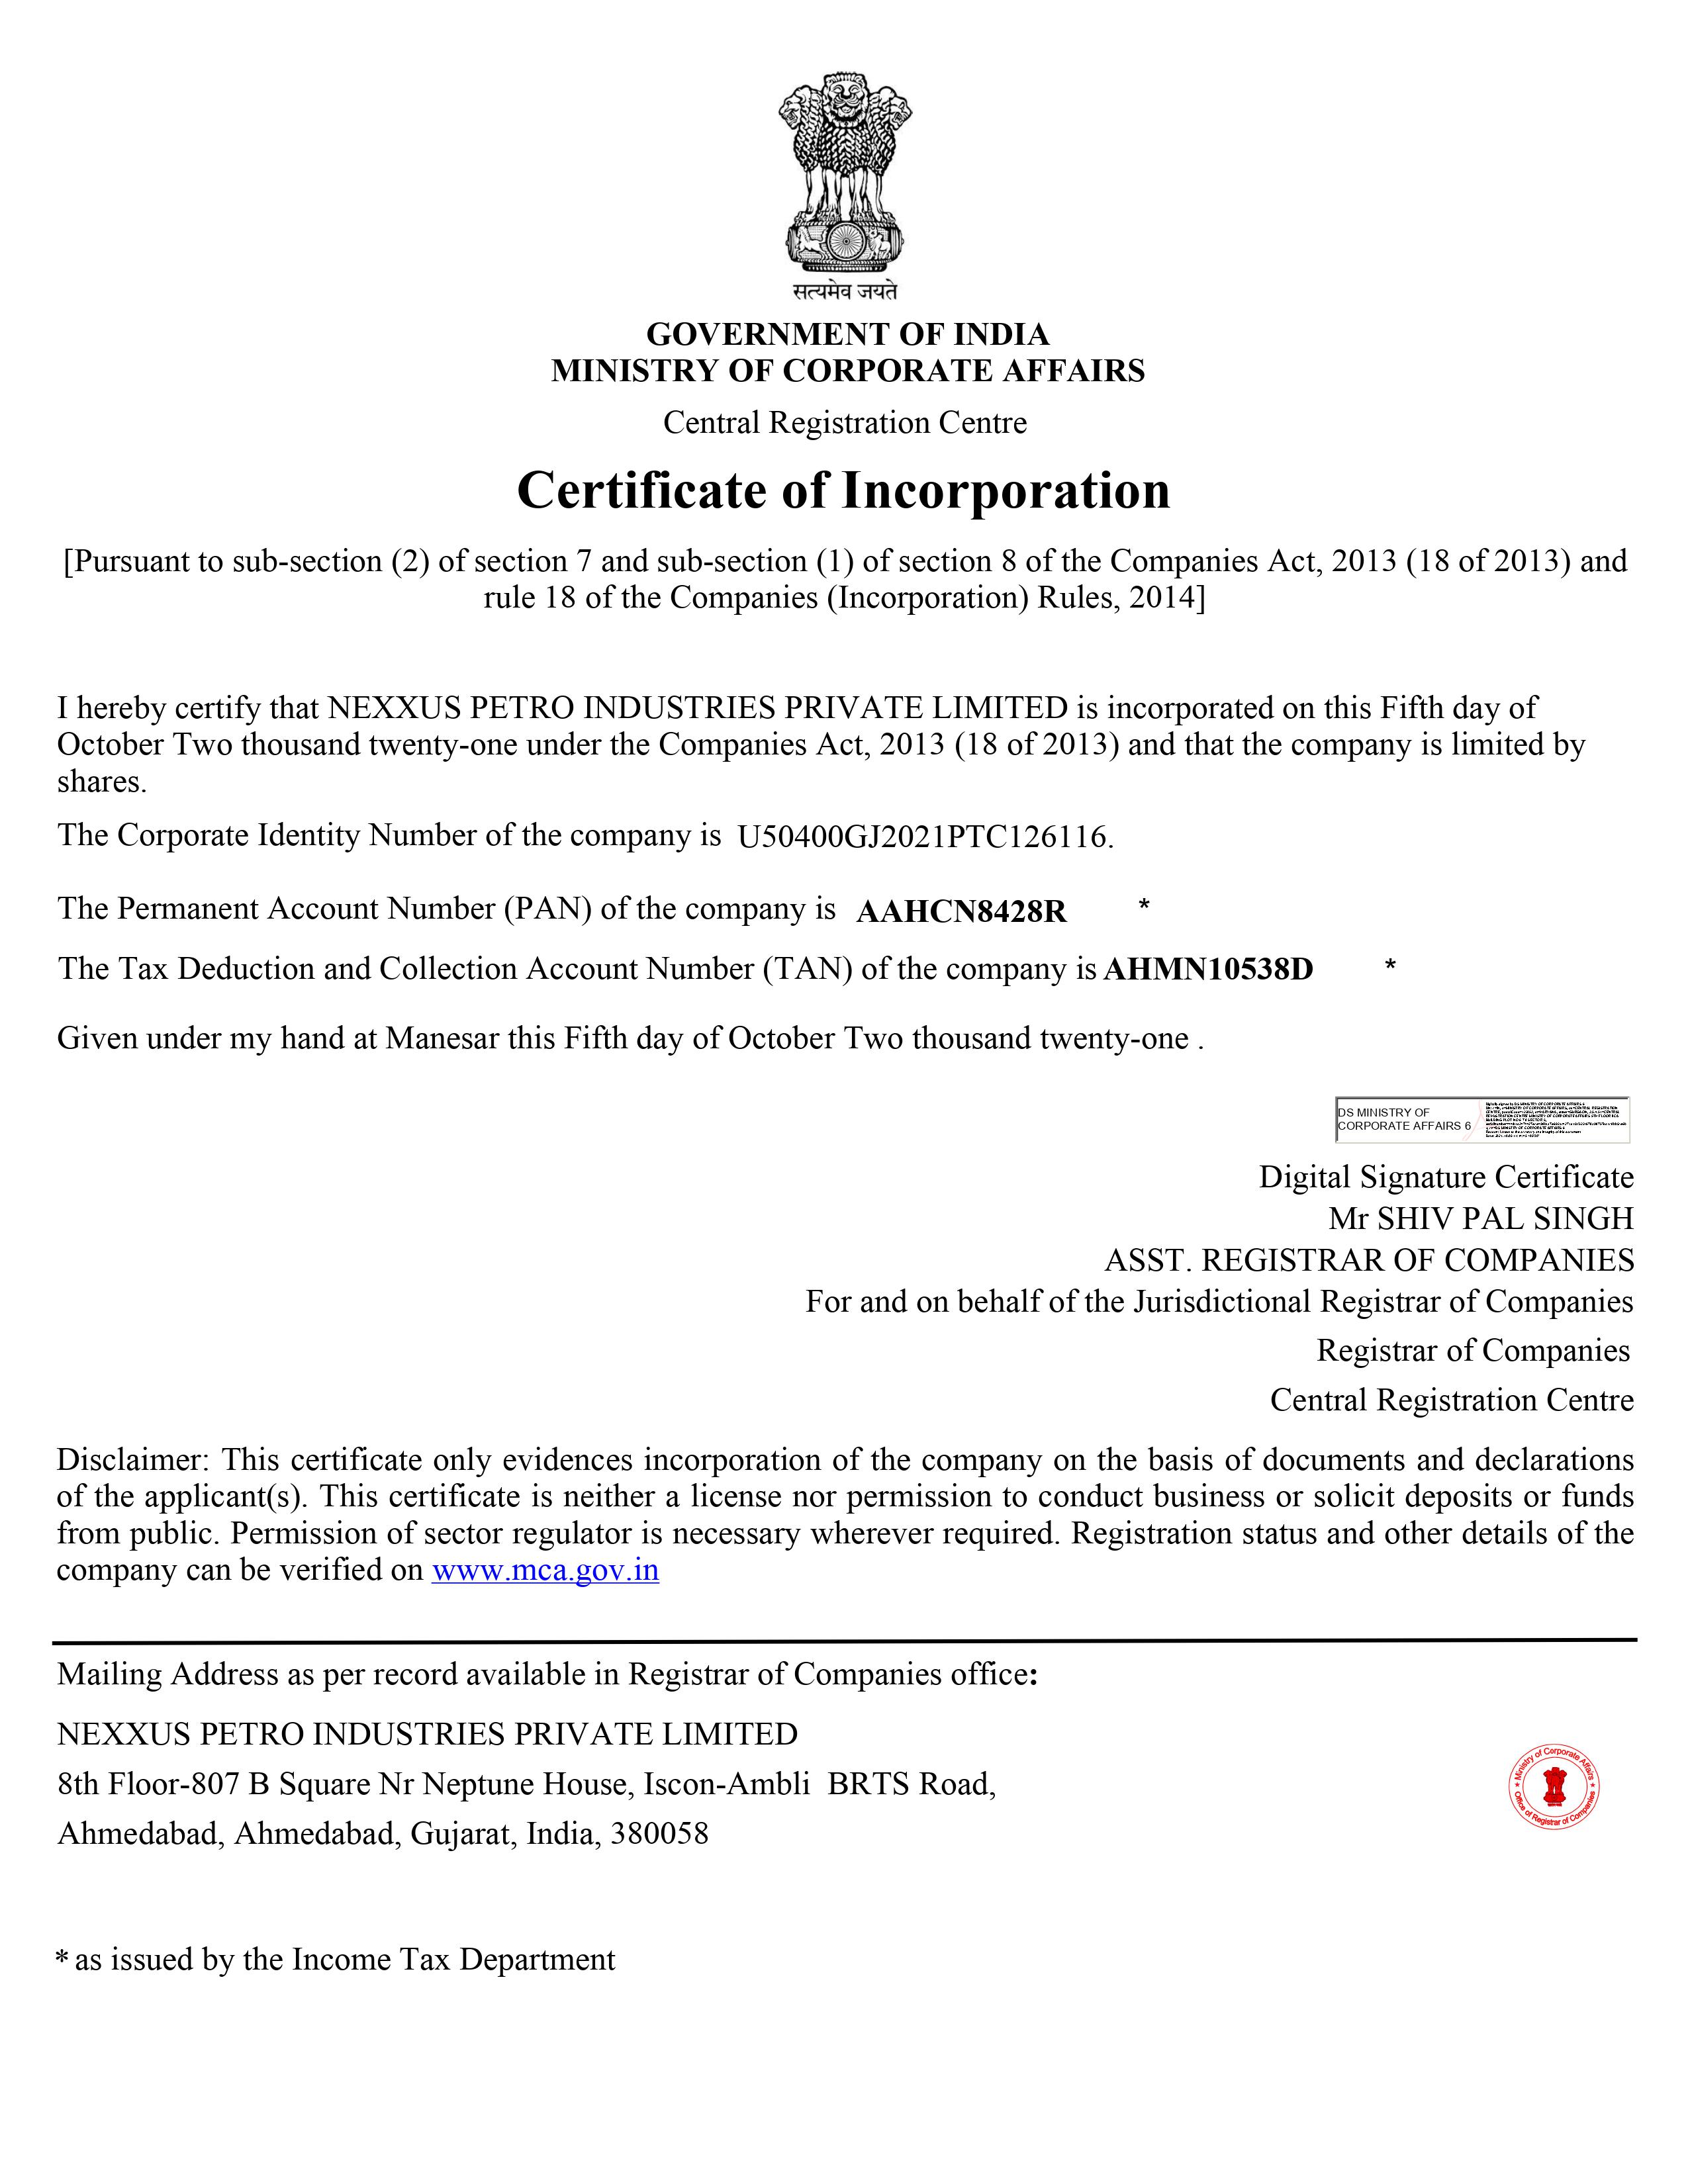 सत्यमेव जयते
GOVERNMENT OF INDIA
MINISTRY OF CORPORATE AFFAIRS
Central Registration Centre
Certificate of Incorporation
[Pursuant to sub-section (2) of section 7 and sub-section (1) of section 8 of the Companies Act, 2013 (18 of 2013) and
rule 18 of the Companies (Incorporation) Rules, 2014]
I hereby certify that NEXXUS PETRO INDUSTRIES PRIVATE LIMITED is incorporated on this Fifth day of
October Two thousand twenty-one under the Companies Act, 2013 (18 of 2013) and that the company is limited by
shares.
The Corporate Identity Number of the company is U50400GJ2021PTC126116.
The Permanent Account Number (PAN) of the company is AAHCN8428R *
The Tax Deduction and Collection Account Number (TAN) of the company is AHMN10538D *
Given under my hand at Manesar this Fifth day of October Two thousand twenty-one .
DS MINISTRY OF
CORPORATE AFFAIRS 6
Digital Signature Certificate
Mr SHIV PAL SINGH
ASST. REGISTRAR OF COMPANIES
For and on behalf of the Jurisdictional Registrar of Companies
Registrar of Companies
Central Registration Centre
Disclaimer: This certificate only evidences incorporation of the company on the basis of documents and declarations
of the applicant(s). This certificate is neither a license nor permission to conduct business or solicit deposits or funds
from public. Permission of sector regulator is necessary wherever required. Registration status and other details of the
company can be verified on www.mca.gov.in
Mailing Address as per record available in Registrar of Companies office:
NEXXUS PETRO INDUSTRIES PRIVATE LIMITED
8th Floor-807 B Square Nr Neptune House, Iscon-Ambli BRTS Road,
Ahmedabad, Ahmedabad, Gujarat, India, 380058
Ministry of Corporate Affairs
Office of Registrar of Companies
* as issued by the Income Tax Department